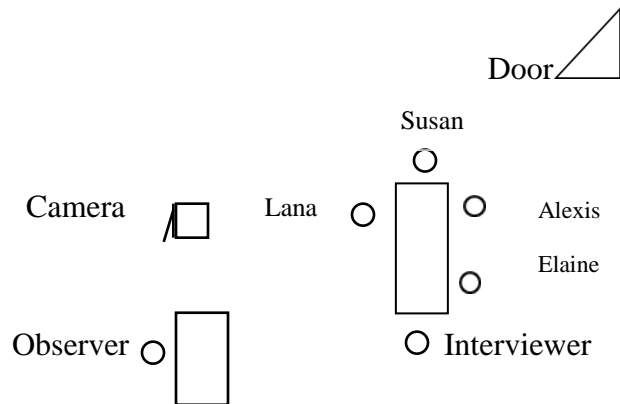 Door
Susan
Camera
Lana
Alexis
Elaine
Observer
Interviewer